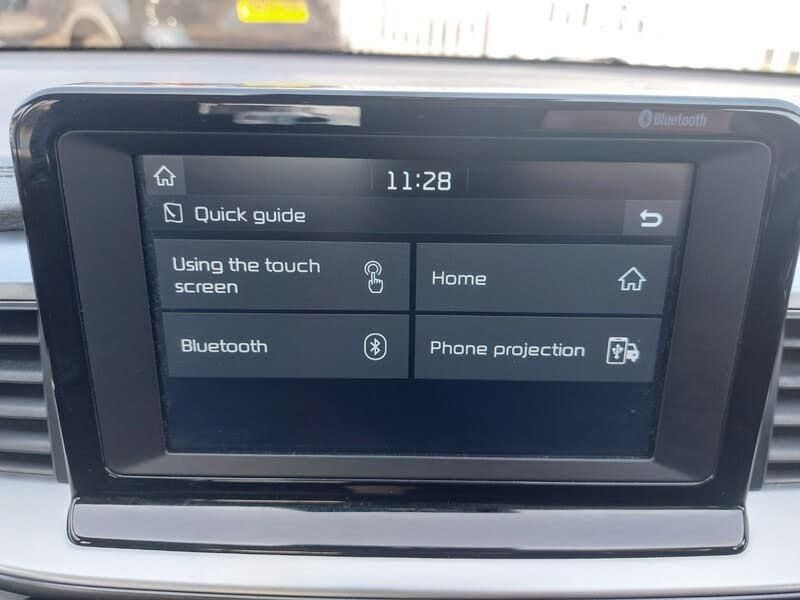 Bluetooth
11:28
Quick guide
Using the touch
screen
Home
Bluetooth
Phone projection